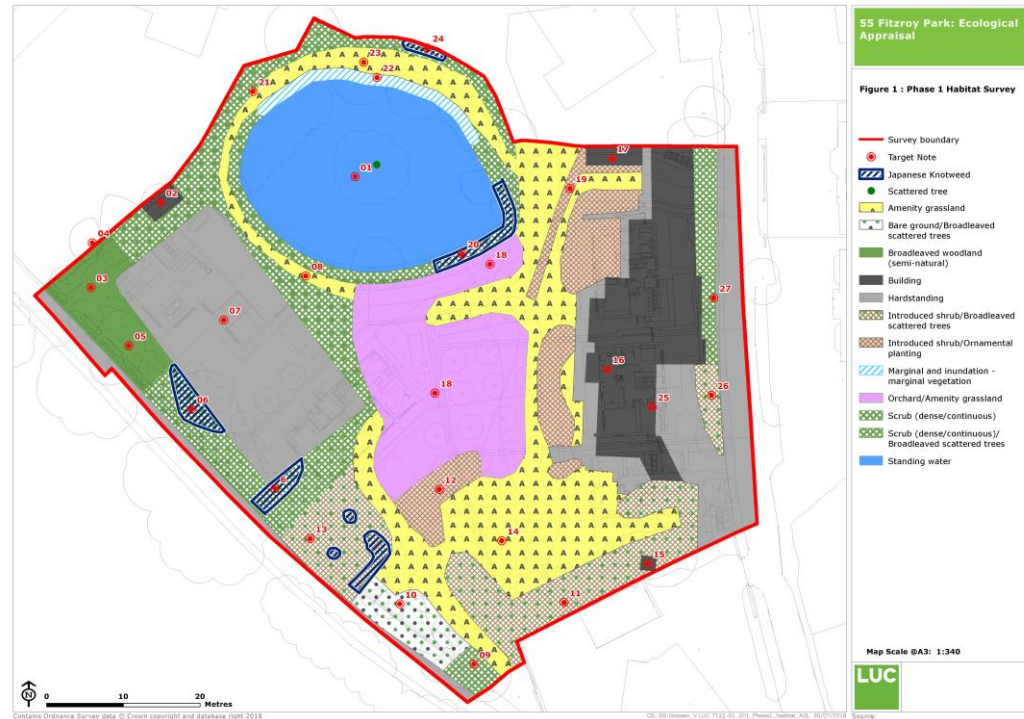 55 Fitzroy Park: Ecological
Appraisal
Figure 1 : Phase 1 Habitat Survey
Survey boundary
Target Note
Japanese Knotweed
Scattered tree
A
Amenity grassland
Bare ground/Broadleaved
scattered trees
Broadleaved woodland
(semi-natural)
Building
Hardstanding
Introduced shrub/Broadleaved
scattered trees
Introduced shrub/Ornamental
planting
Marginal and inundation -
marginal vegetation
Orchard/Amenity grassland
Scrub (dense/continuous)
Scrub (dense/continuous)/
Broadleaved scattered trees
Standing water
Map Scale @A3: 1:340
LUC
24
23
22
21
17
01
19
02
04
20
18
08
03
27
07
05
16
18
26
06
25
12
13
14
15
10
11
09
N
0 10 20
Metres
Contains Ordnance Survey data © Crown copyright and database right 2018
Source: